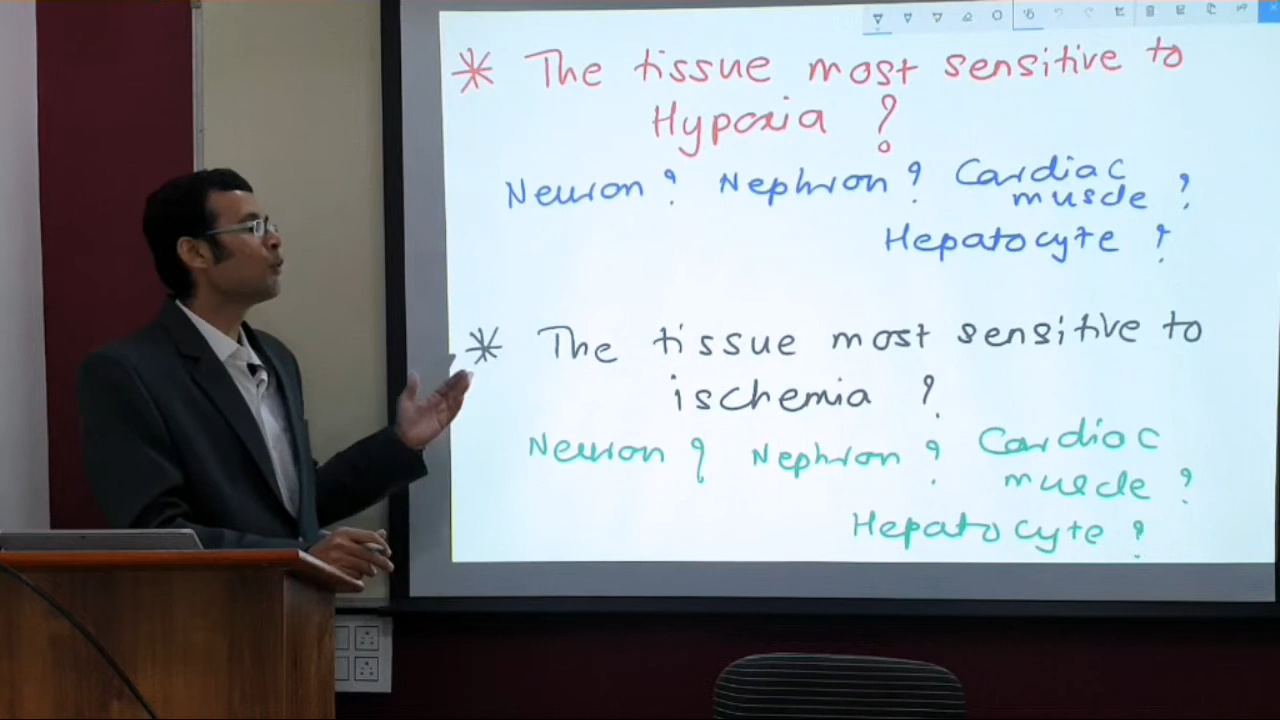 * The tissue most sensitive to
Hypoxia ?
Neuron ? Nephron ? Cardiac
muscle ?
Hepatocyte ?
* The tissue most sensitive to
ischemia ?
Neuron ? Nephron ? Cardiac
muscle ?
Hepatocyte ?